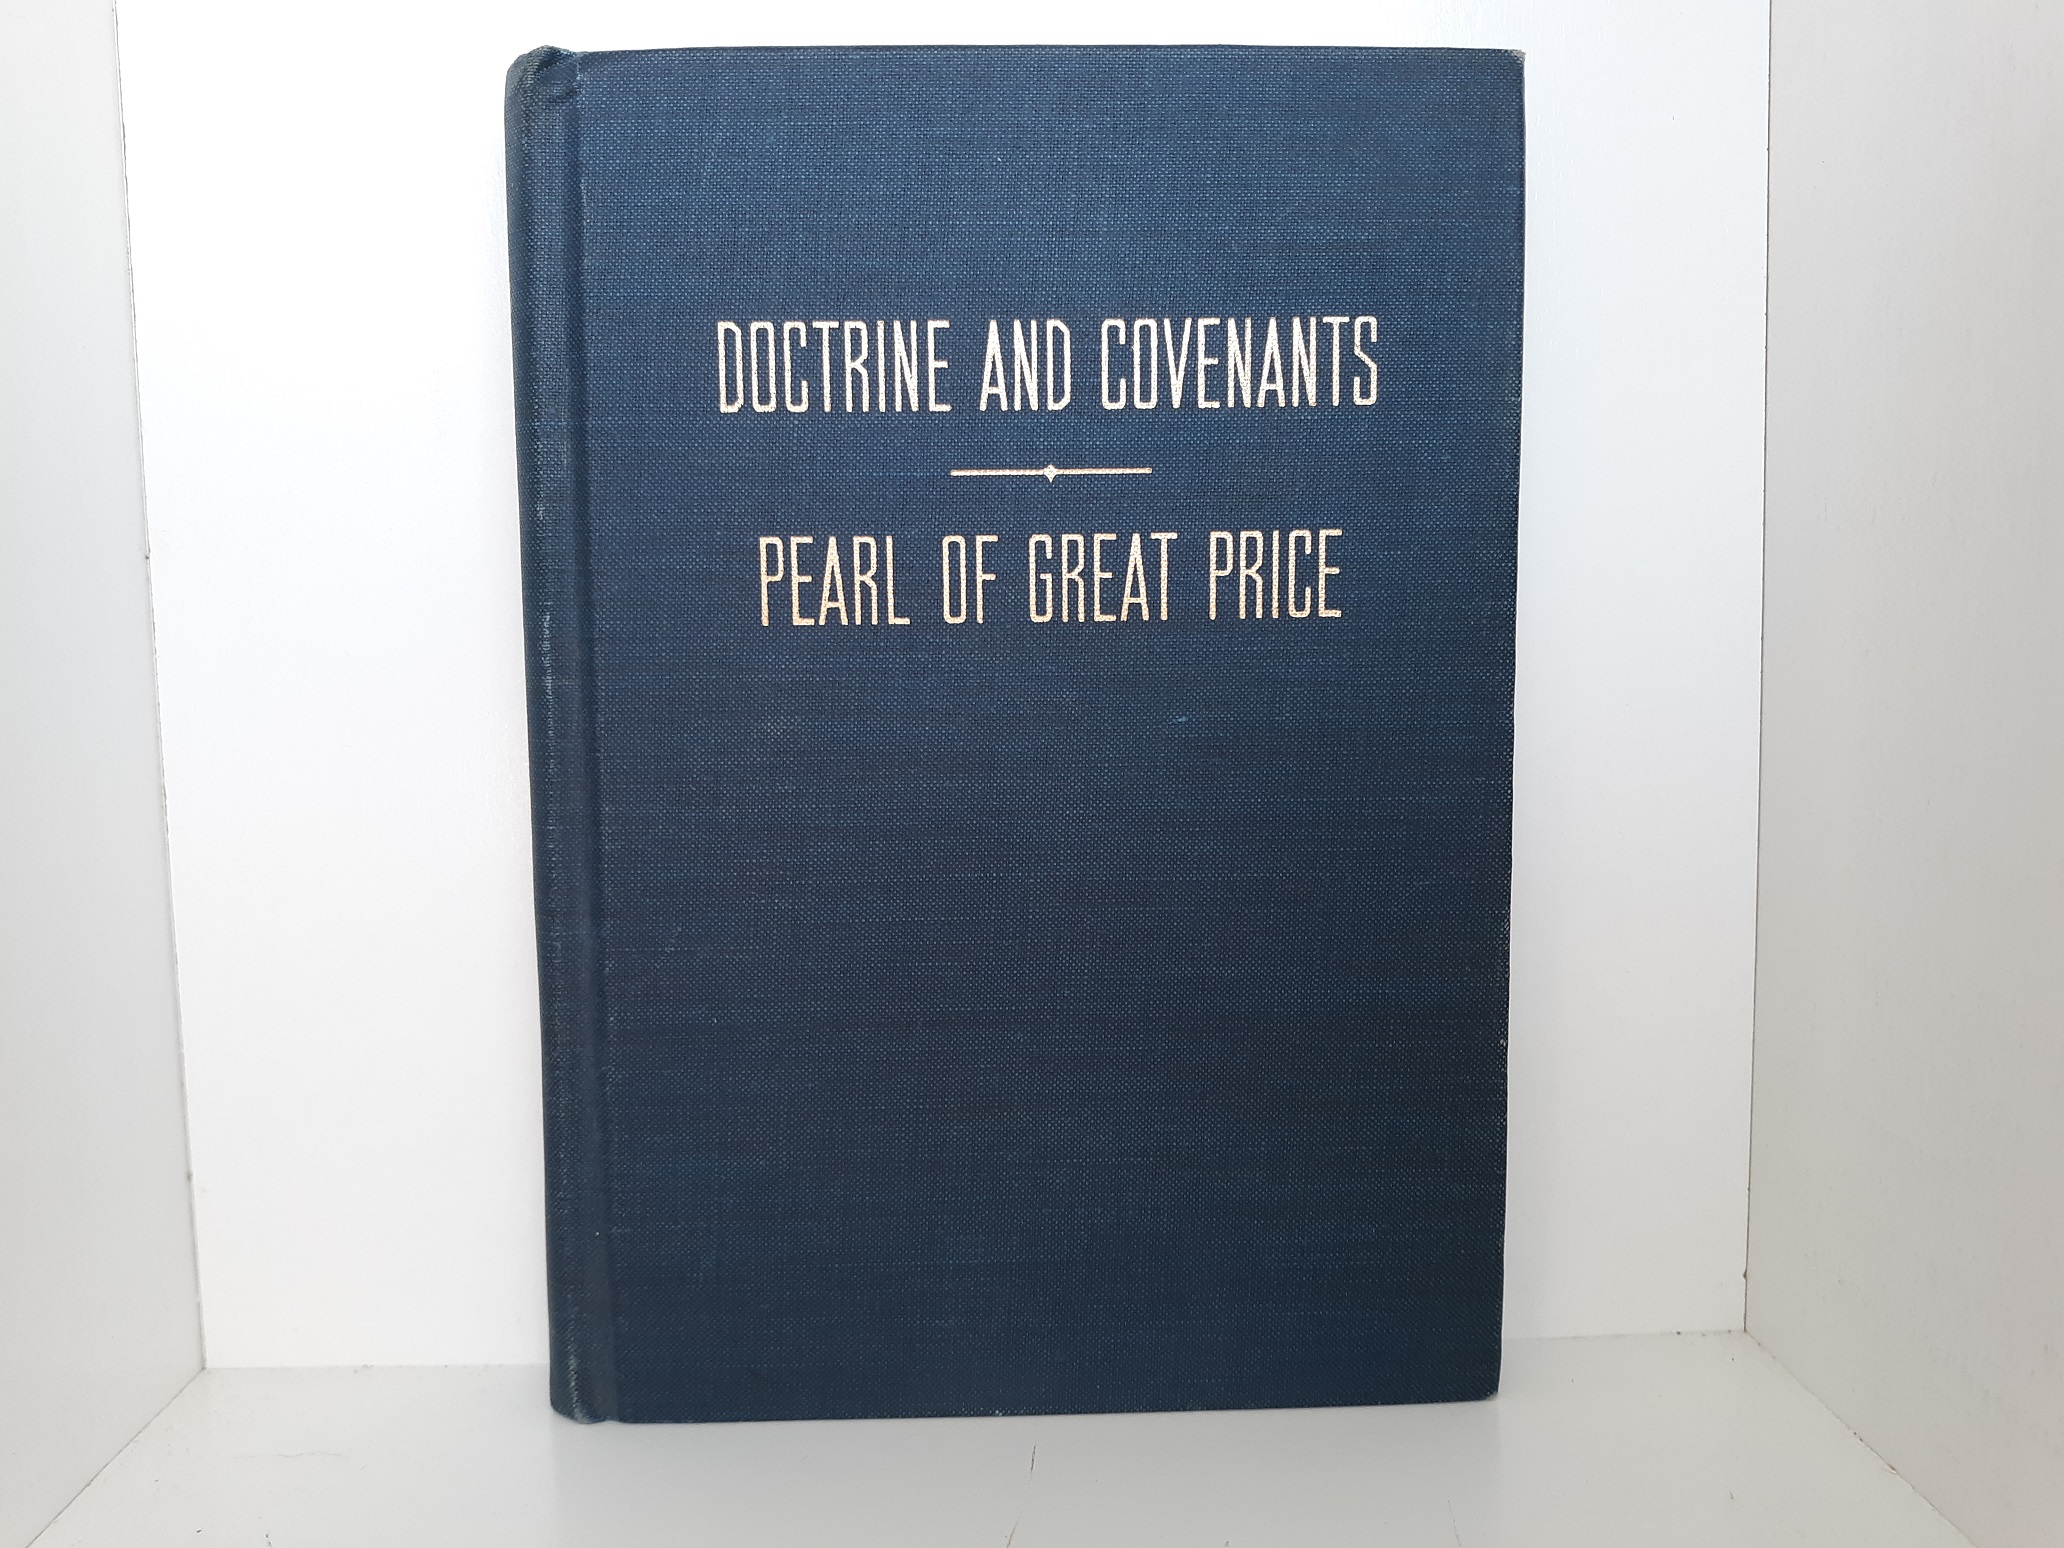 DOCTRINE AND COVENANTS
PEARL OF GREAT PRICE